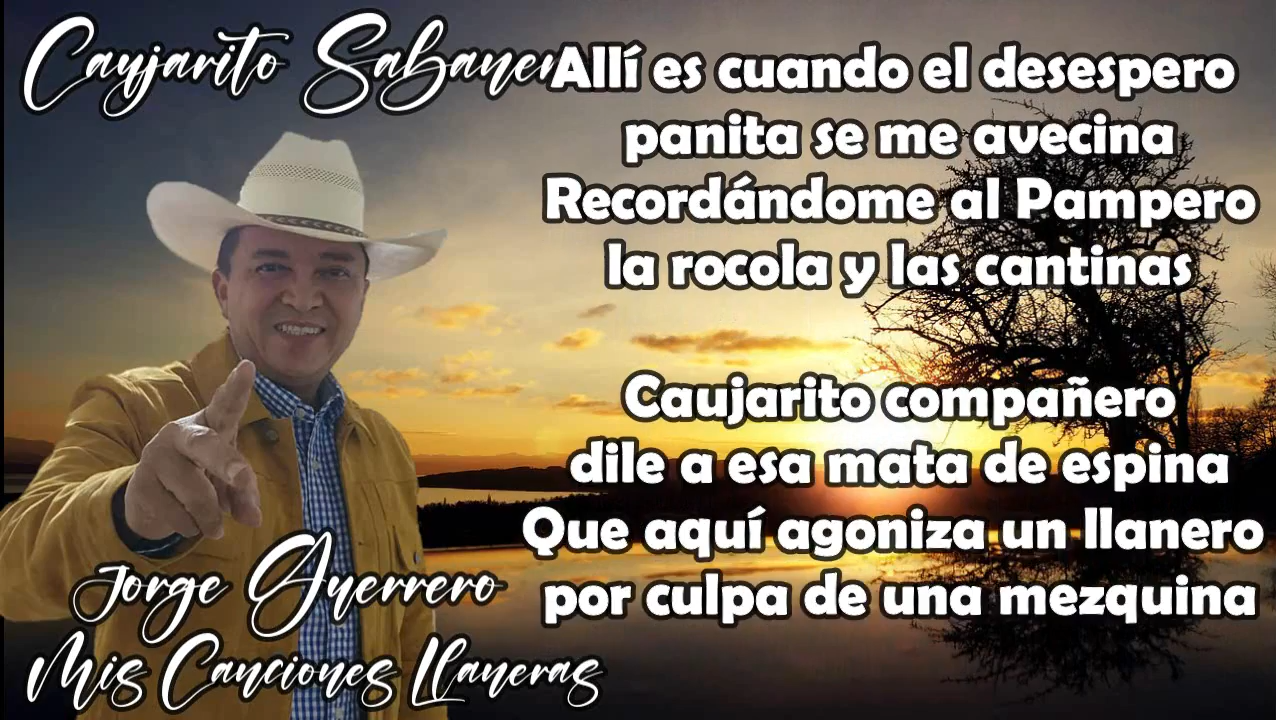 Caujarito Sabaner
Allí es cuando el desespero
panita se me avecina
Recordándome al Pampero
la rocola y las cantinas
Caujarito compañero
dile a esa mata de espina
Que aquí agoniza un llanero
por culpa de una mezquina
Jorge Guerrero
Mis Canciones Llaneras